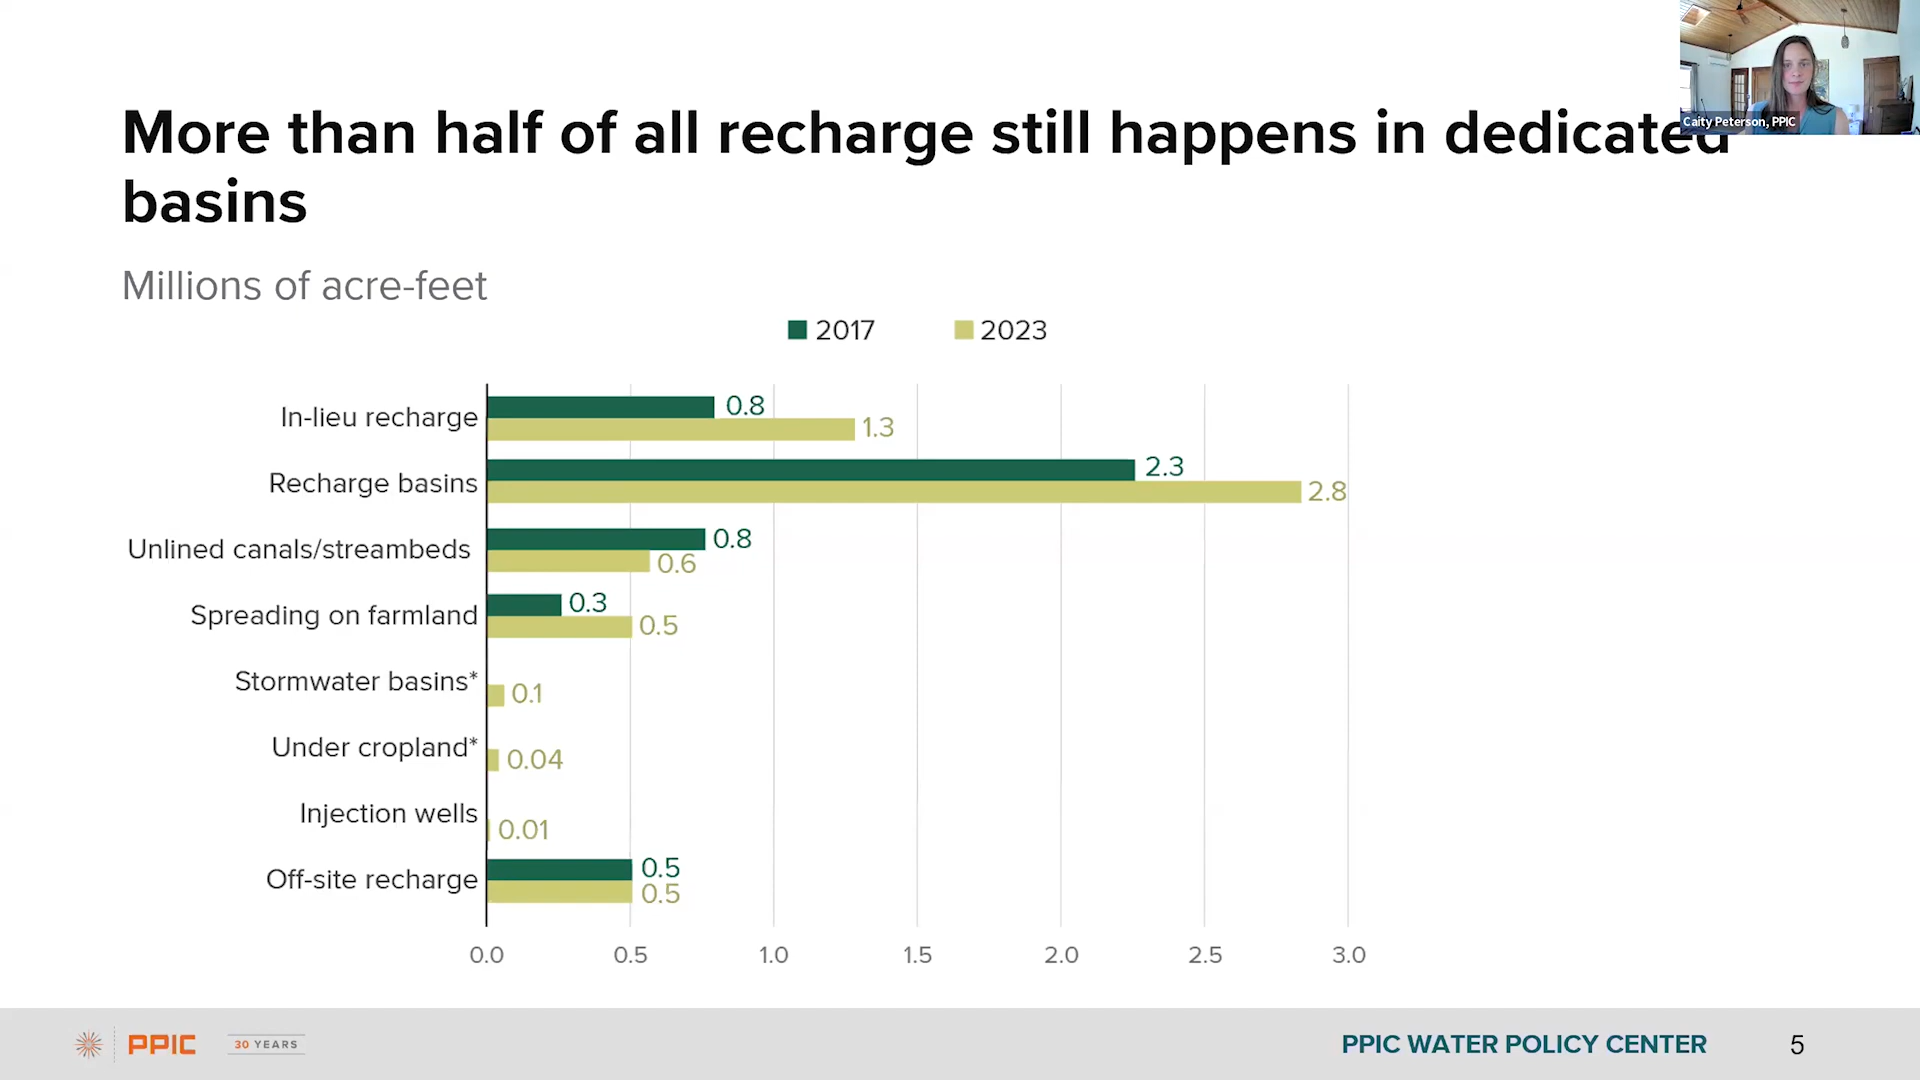 Caity Peterson, PPIC
More than half of all recharge still happens in dedicated
basins
Millions of acre-feet
2017 2023
In-lieu recharge 0.8
1.3
Recharge basins 2.3
2.8
Unlined canals/streambeds 0.8
0.6
Spreading on farmland 0.3
0.5
Stormwater basins* 0.1
Under cropland* 0.04
Injection wells 0.01
Off-site recharge 0.5
0.5
0.0 0.5 1.0 1.5 2.0 2.5 3.0
PPIC 30 YEARS PPIC WATER POLICY CENTER 5